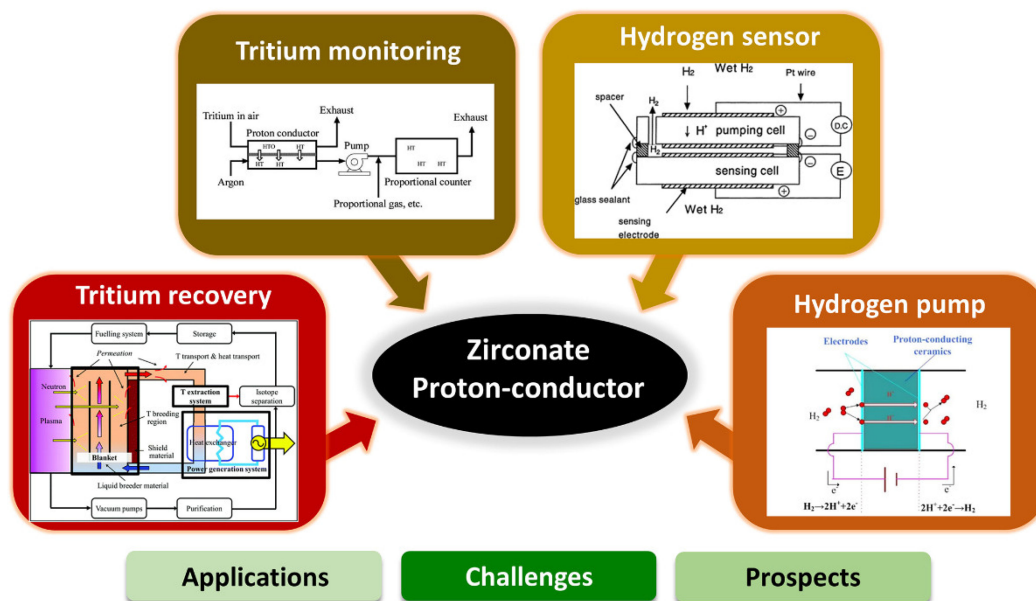 Tritium monitoring
Tritium in air
Exhaust
Proton conductor
HTO HT
HT HT HT
Argon
Pump
HT
HT HT
Exhaust
Proportional counter
Proportional gas, etc.
Hydrogen sensor
Wet H2
H2
Pt wire
spacer
H2
H+ pumping cell
D.C
H2
sensing cell
E
glass sealant
Wet H2
sensing
electrode
Tritium recovery
Fuelling system
Storage
Permeation
T transport & heat transport
Neutron
T extraction
system
Isotope
separation
Plauna
T breeding
region
Heat exchanger
Shield
material
Power generation system
Blanket
Liquid breeder material
Vacuum pumps
Purification
Zirconate
Proton-conductor
Hydrogen pump
Electrodes
Proton-conducting
ceramics
H+
H2
H2
H+
e-
e-
H2→2H++2e-
2H++2e-→H2
Applications
Challenges
Prospects